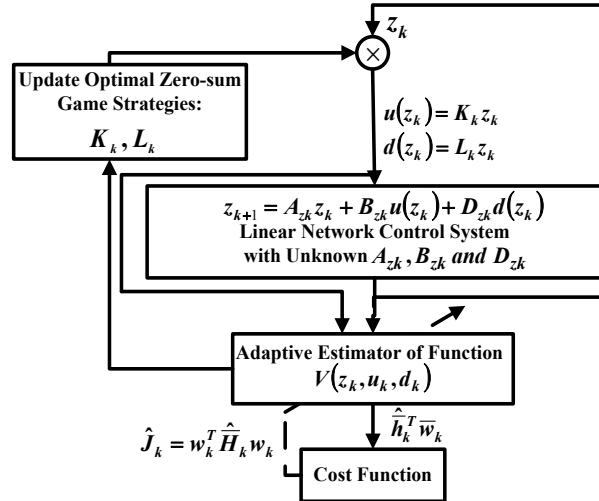 z_k
×
Update Optimal Zero-sum
Game Strategies:
K_k, L_k
u(z_k) = K_k z_k
d(z_k) = L_k z_k
z_{k+1} = A_{zk} z_k + B_{zk} u(z_k) + D_{zk} d(z_k)
Linear Network Control System
with Unknown A_{zk}, B_{zk} and D_{zk}
Adaptive Estimator of Function
V(z_k, u_k, d_k)
Ĵ_k = w_k^T \hat{\bar{H}}_k w_k
\hat{\bar{h}}_k^T \bar{w}_k
Cost Function